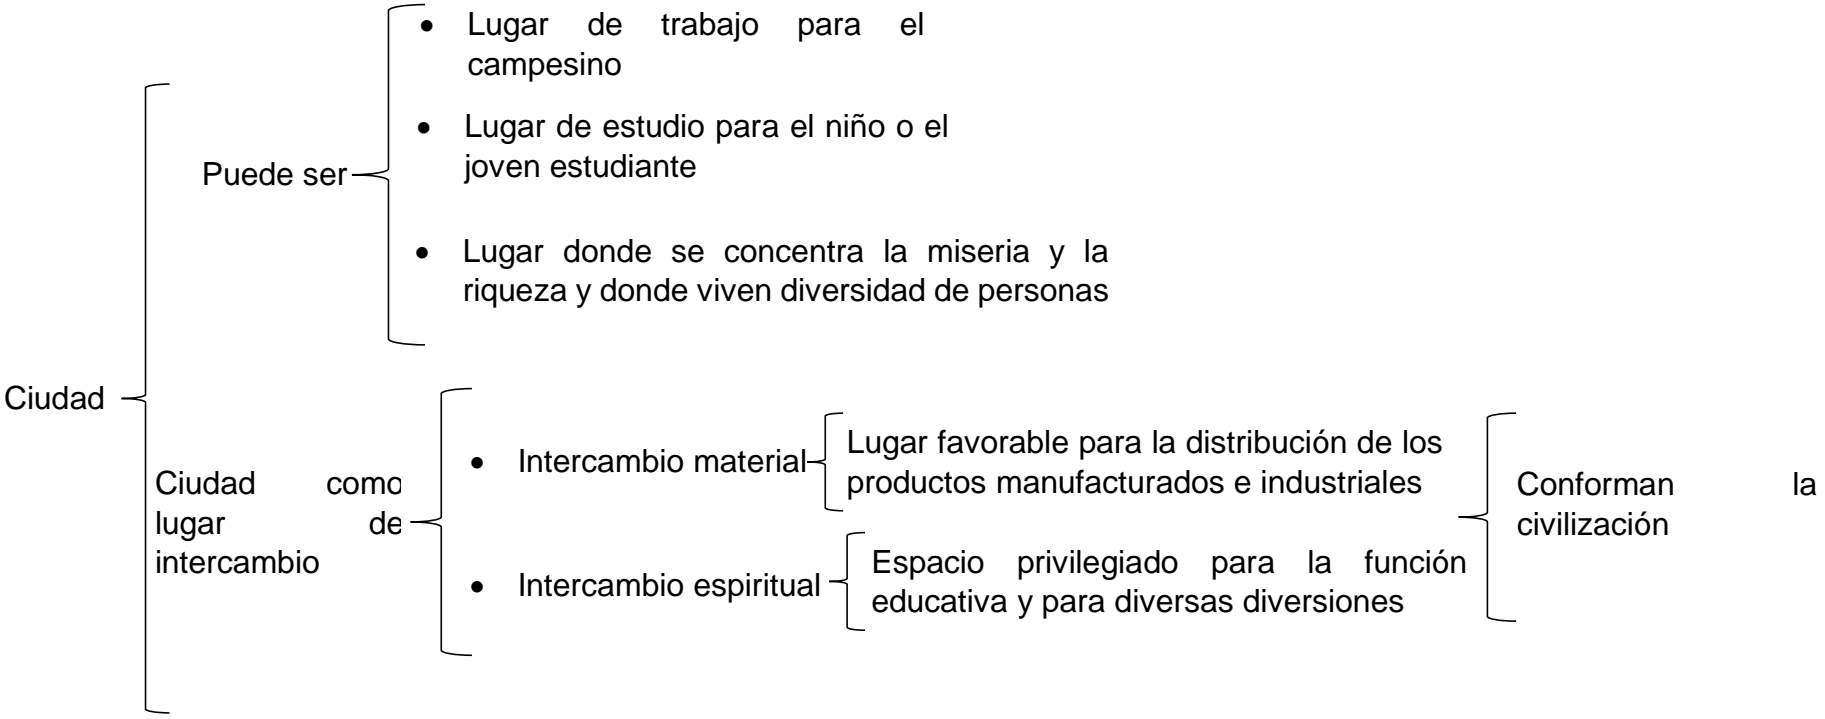 Lugar de trabajo para el
campesino
Lugar de estudio para el niño o el
joven estudiante
Puede ser
Lugar donde se concentra la miseria y la
riqueza y donde viven diversidad de personas
Ciudad
Ciudad como
lugar de
intercambio
Intercambio material
Lugar favorable para la distribución de los
productos manufacturados e industriales
Intercambio espiritual
Espacio privilegiado para la función
educativa y para diversas diversiones
Conforman la
civilización